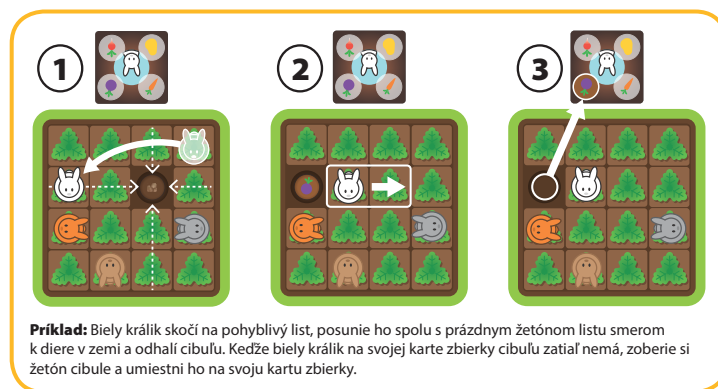 1
2
3
Príklad: Biely králik skočí na pohyblivý list, posunie ho spolu s prázdnym žetónom listu smerom
k diere v zemi a odhalí cibuľu. Keďže biely králik na svojej karte zbierky cibuľu zatiaľ nemá, zoberie si
žetón cibule a umiestni ho na svoju kartu zbierky.